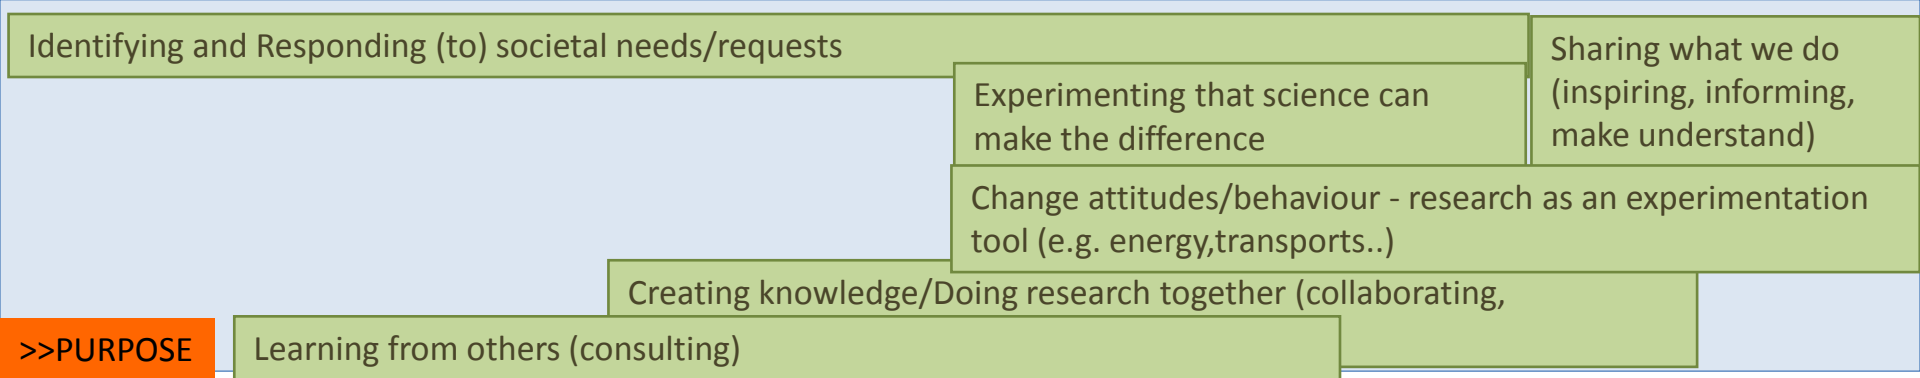 Identifying and Responding (to) societal needs/requests
Sharing what we do
(inspiring, informing,
make understand)
Experimenting that science can
make the difference
Change attitudes/behaviour - research as an experimentation
tool (e.g. energy,transports..)
Creating knowledge/Doing research together (collaborating,
>>PURPOSE
Learning from others (consulting)